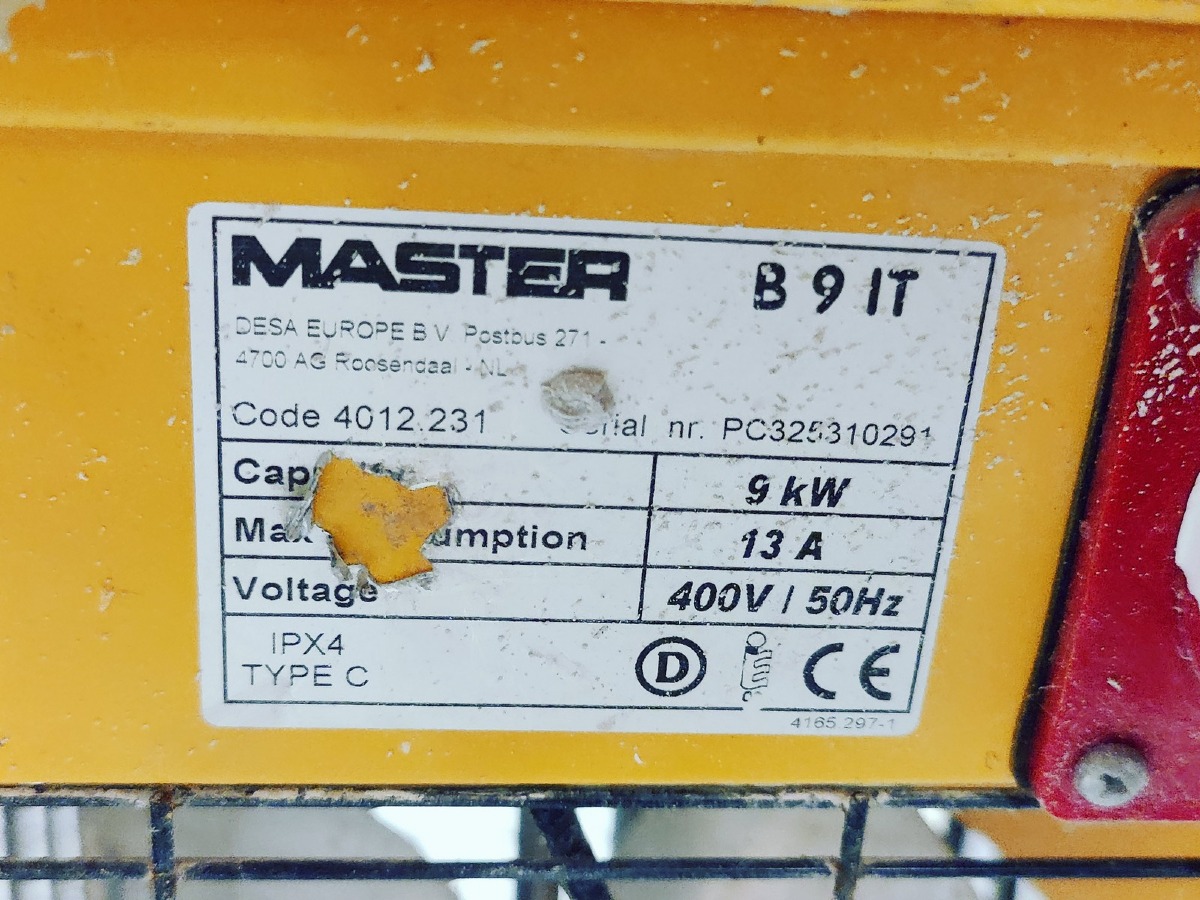 MASTER B 9 IT
DESA EUROPE B.V. Postbus 271 -
4700 AG Roosendaal - NL
Code 4012.231 Serial nr. PC325310291
9 kW
13 A
Voltage 400V / 50Hz
IPX4
TYPE C
D CE
4165.297-1